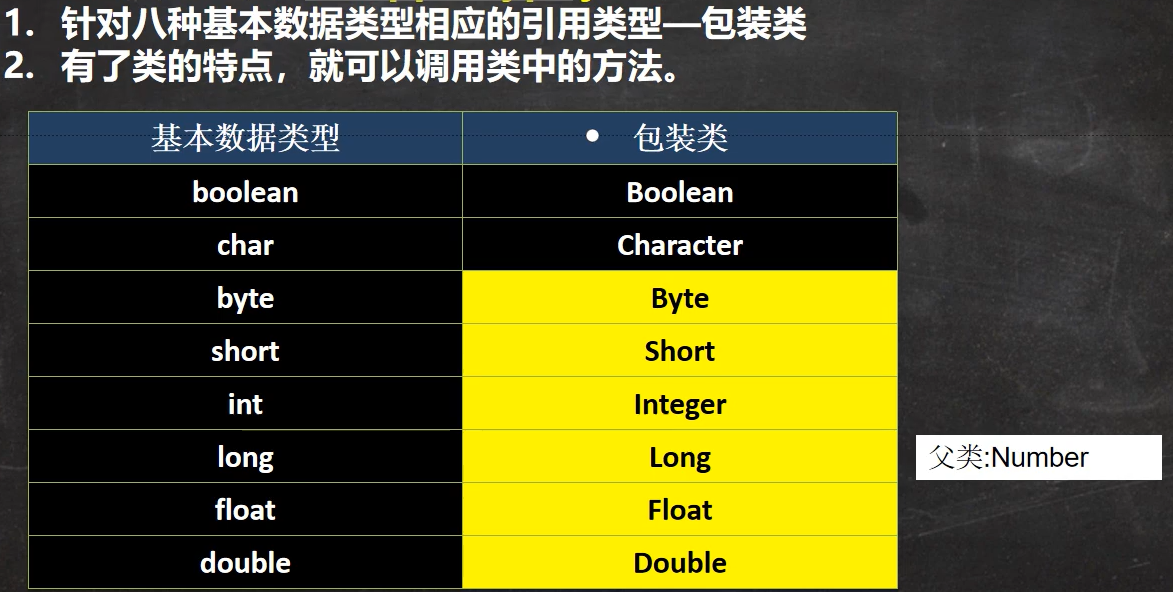 1. 针对八种基本数据类型相应的引用类型—包装类
2. 有了类的特点，就可以调用类中的方法。
基本数据类型 • 包装类
boolean Boolean
char Character
byte Byte
short Short
int Integer
long Long
父类:Number
float Float
double Double